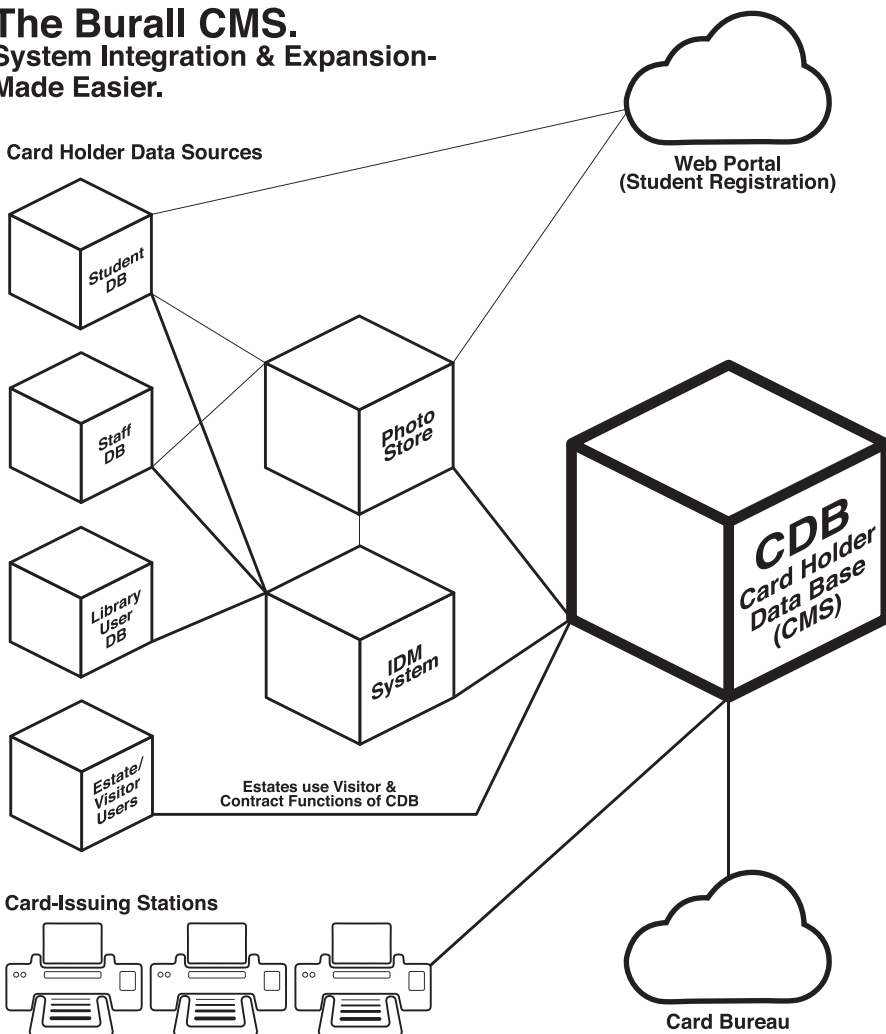 The Burall CMS.
System Integration & Expansion-
Made Easier.
Card Holder Data Sources
Web Portal
(Student Registration)
Student
DB
Staff
DB
Photo
Store
CDB
Card Holder
Data Base
(CMS)
Library
User
DB
IDM
System
Estate/
Visitor
Users
Estates use Visitor &
Contract Functions of CDB
Card-Issuing Stations
Card Bureau